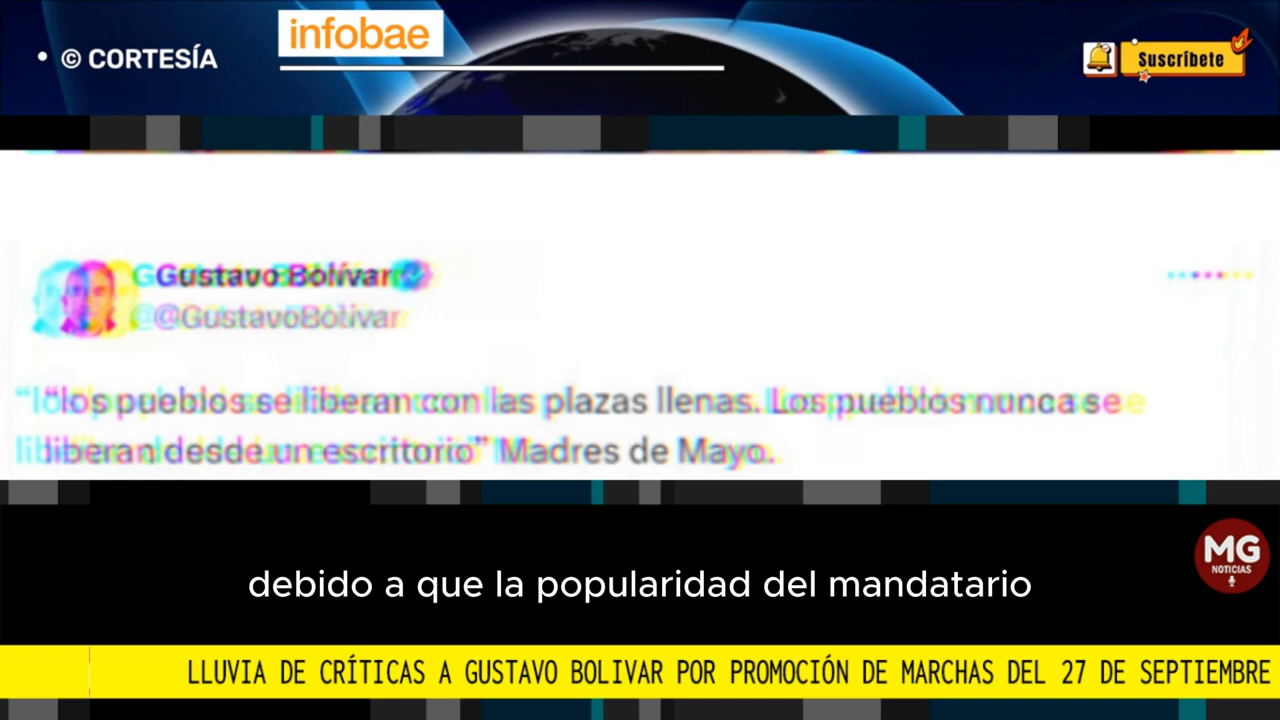 © CORTESÍA
infobae
Suscríbete
Gustavo Bolívar
@GustavoBolivar
"los pueblos se liberan con las plazas llenas. Los pueblos nunca se
liberan desde un escritorio" Madres de Mayo.
MG
NOTICIAS
debido a que la popularidad del mandatario
LLUVIA DE CRÍTICAS A GUSTAVO BOLIVAR POR PROMOCIÓN DE MARCHAS DEL 27 DE SEPTIEMBRE